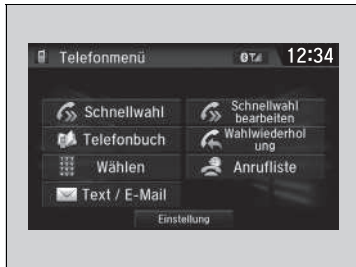 Telefonmenü 12:34
Schnellwahl
Schnellwahl
bearbeiten
Telefonbuch
Wahlwiederhol
ung
Wählen
Anrufliste
Text / E-Mail
Einstellung